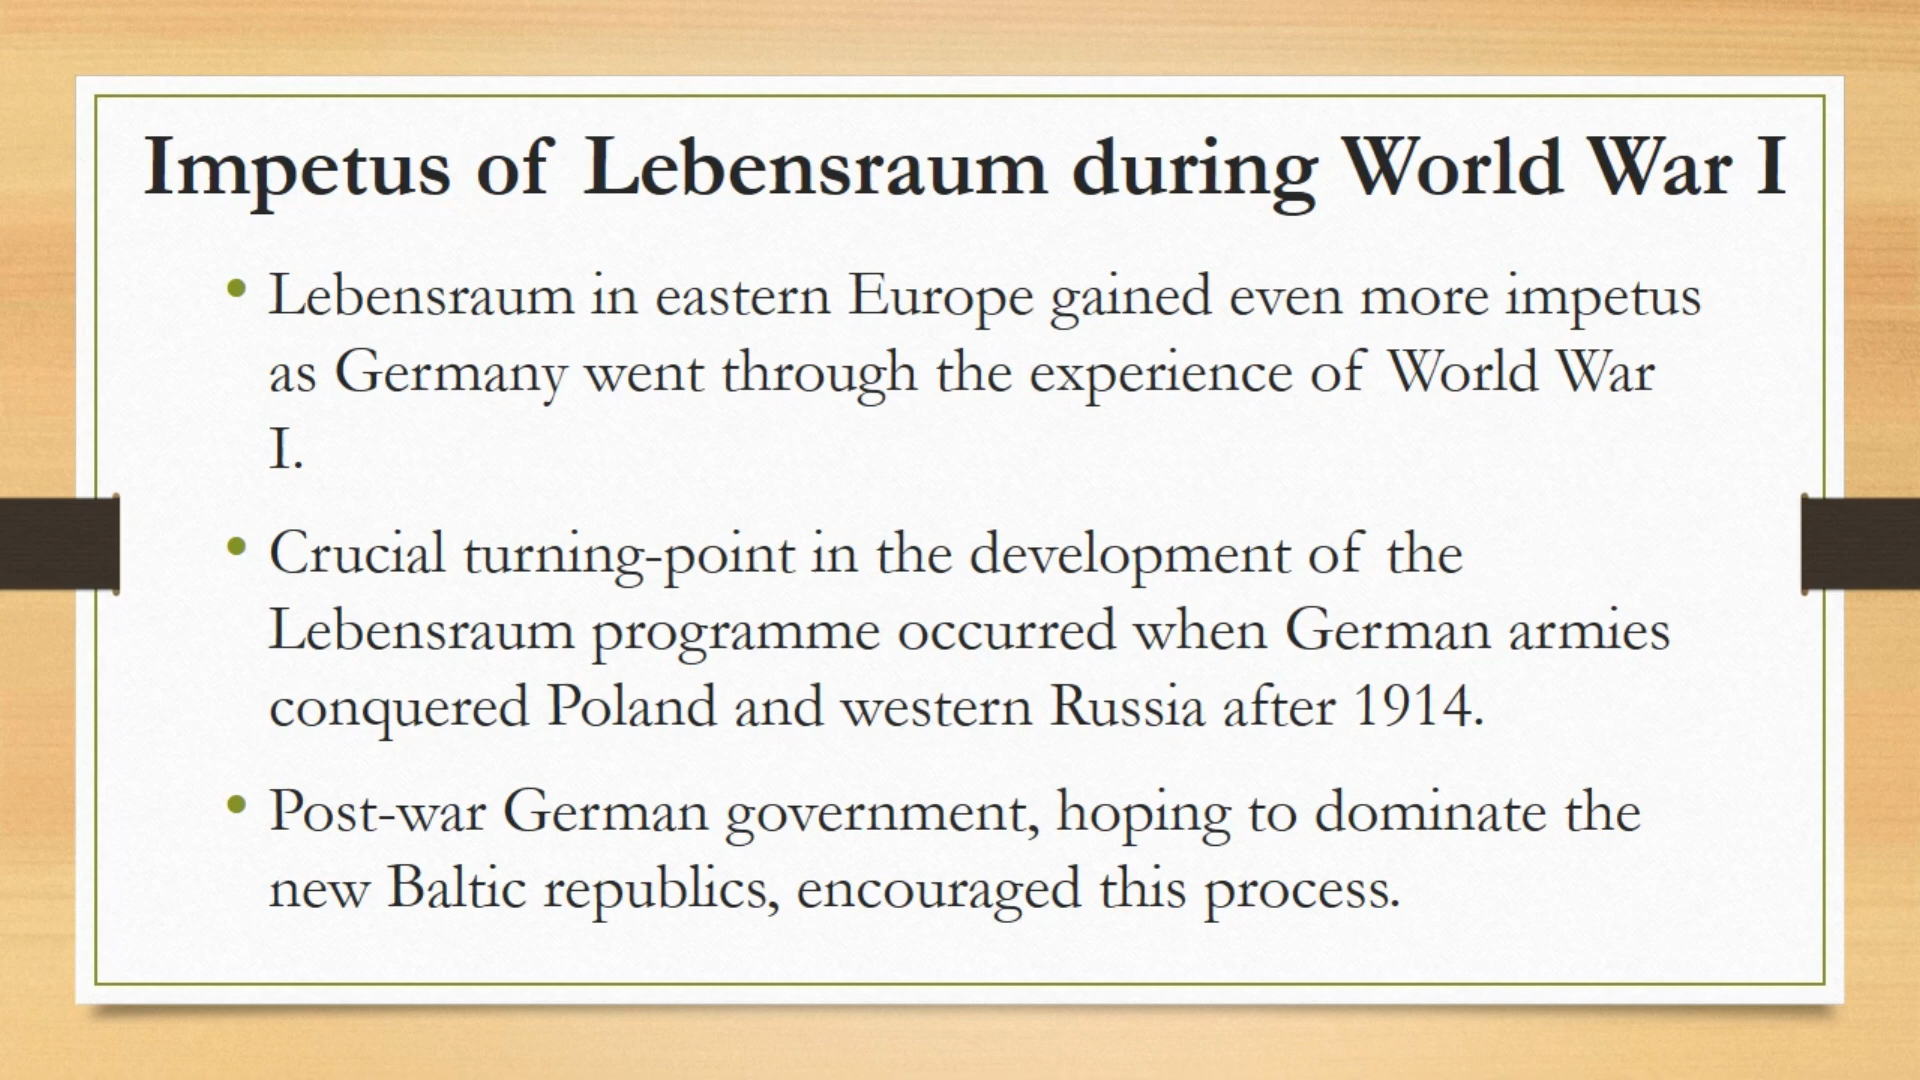 Impetus of Lebensraum during World War I
• Lebensraum in eastern Europe gained even more impetus
as Germany went through the experience of World War
I.
• Crucial turning-point in the development of the
Lebensraum programme occurred when German armies
conquered Poland and western Russia after 1914.
• Post-war German government, hoping to dominate the
new Baltic republics, encouraged this process.